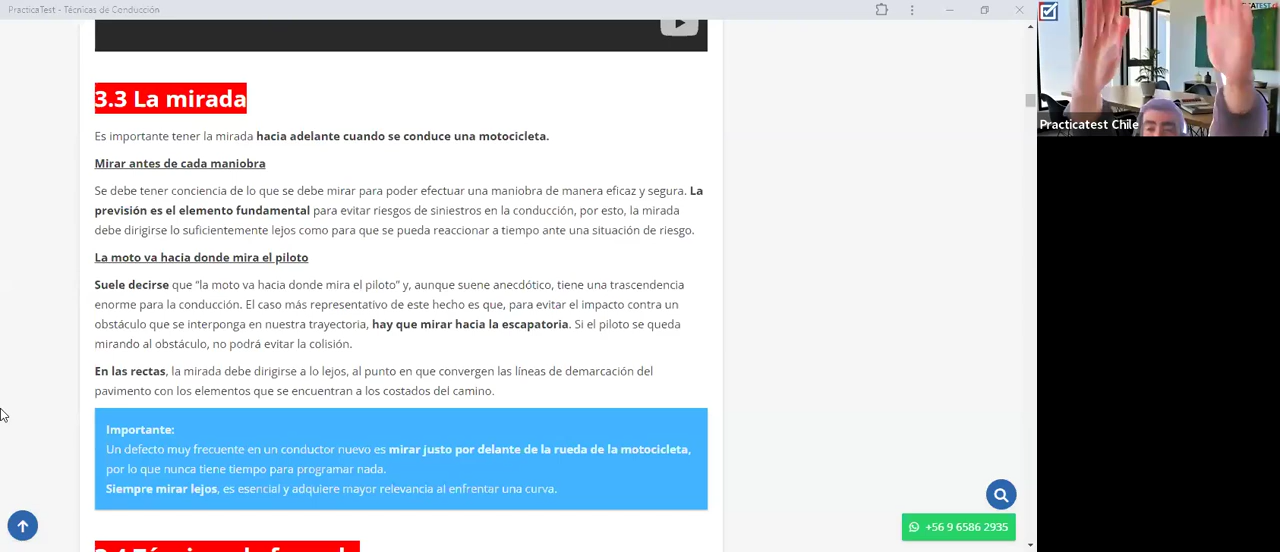 PracticaTest - Técnicas de Conducción
3.3 La mirada
Es importante tener la mirada hacia adelante cuando se conduce una motocicleta.
Mirar antes de cada maniobra
Se debe tener conciencia de lo que se debe mirar para poder efectuar una maniobra de manera eficaz y segura. La
previsión es el elemento fundamental para evitar riesgos de siniestros en la conducción, por esto, la mirada
debe dirigirse lo suficientemente lejos como para que se pueda reaccionar a tiempo ante una situación de riesgo.
La moto va hacia donde mira el piloto
Suele decirse que “la moto va hacia donde mira el piloto” y, aunque suene anecdótico, tiene una trascendencia
enorme para la conducción. El caso más representativo de este hecho es que, para evitar el impacto contra un
obstáculo que se interponga en nuestra trayectoria, hay que mirar hacia la escapatoria. Si el piloto se queda
mirando al obstáculo, no podrá evitar la colisión.
En las rectas, la mirada debe dirigirse a lo lejos, al punto en que convergen las líneas de demarcación del
pavimento con los elementos que se encuentran a los costados del camino.
Importante:
Un defecto muy frecuente en un conductor nuevo es mirar justo por delante de la rueda de la motocicleta,
por lo que nunca tiene tiempo para programar nada.
Siempre mirar lejos, es esencial y adquiere mayor relevancia al enfrentar una curva.
+56 9 6586 2935
Practicatest Chile